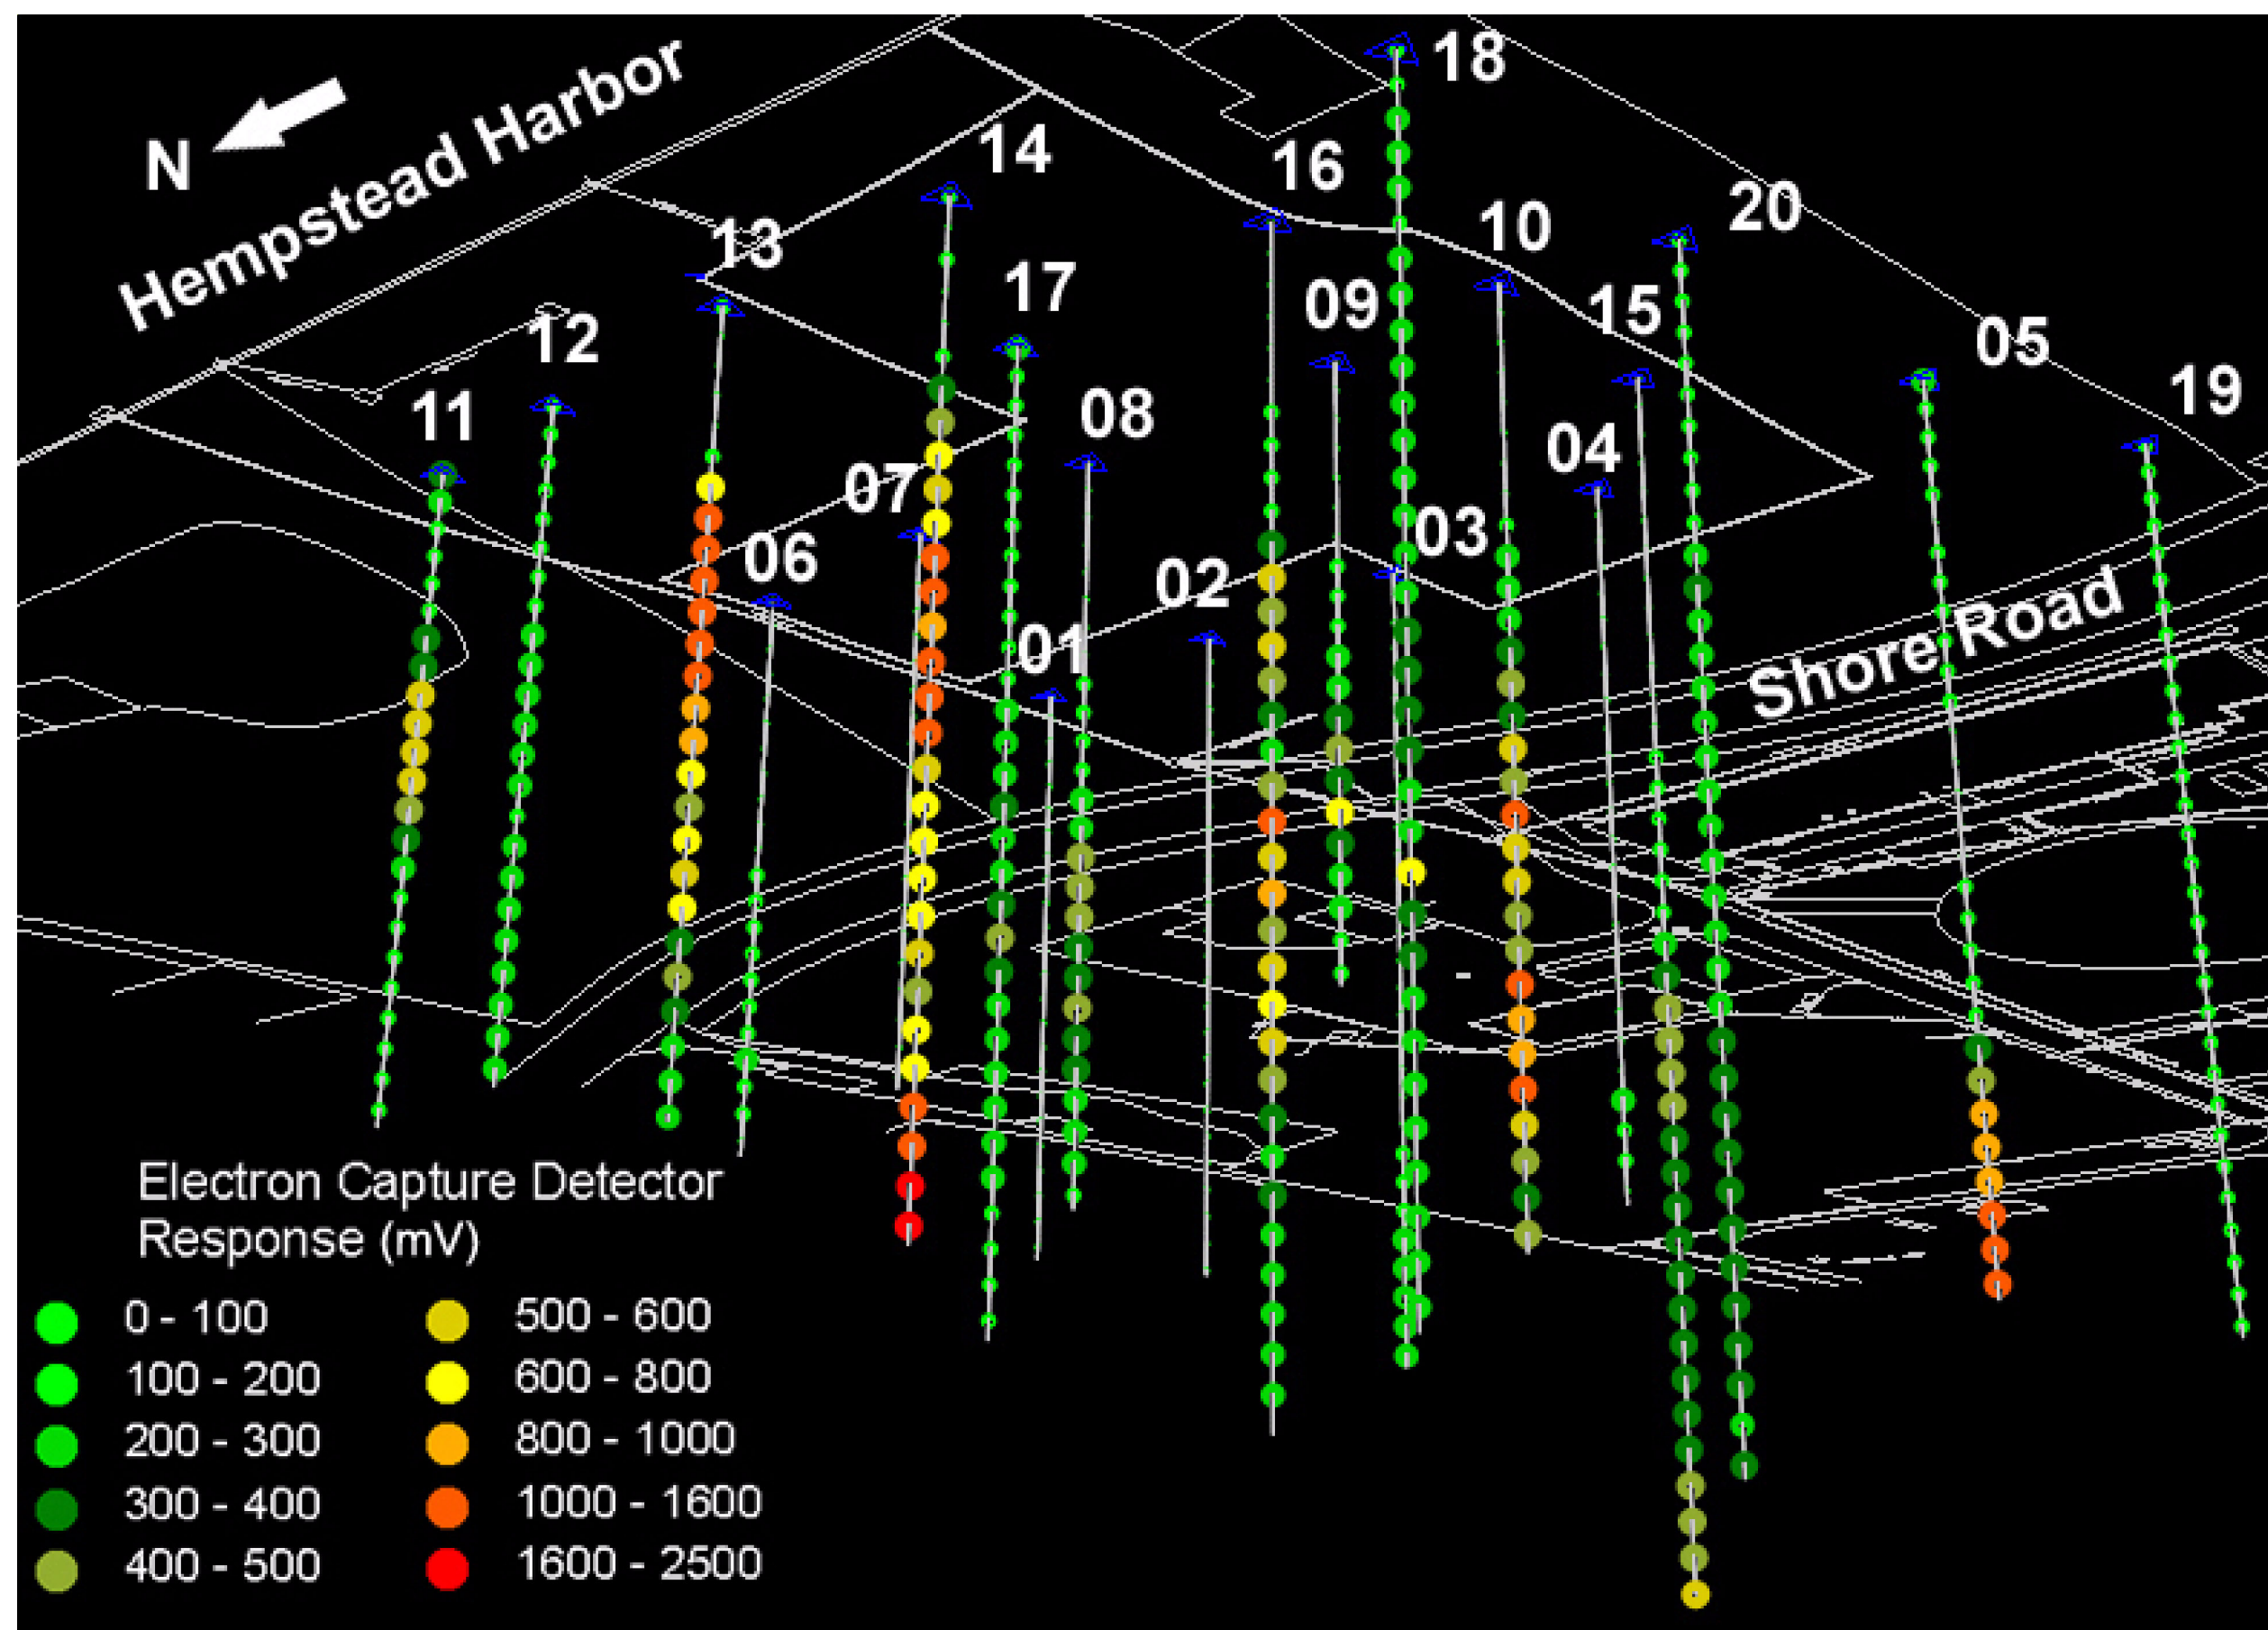 18
14
16
N
Hempstead Harbor
20
13
10
17
09
15
12
05
11
08
19
04
07
03
06
02
01
Shore Road
Electron Capture Detector
Response (mV)
0 - 100
500 - 600
100 - 200
600 - 800
200 - 300
800 - 1000
300 - 400
1000 - 1600
400 - 500
1600 - 2500